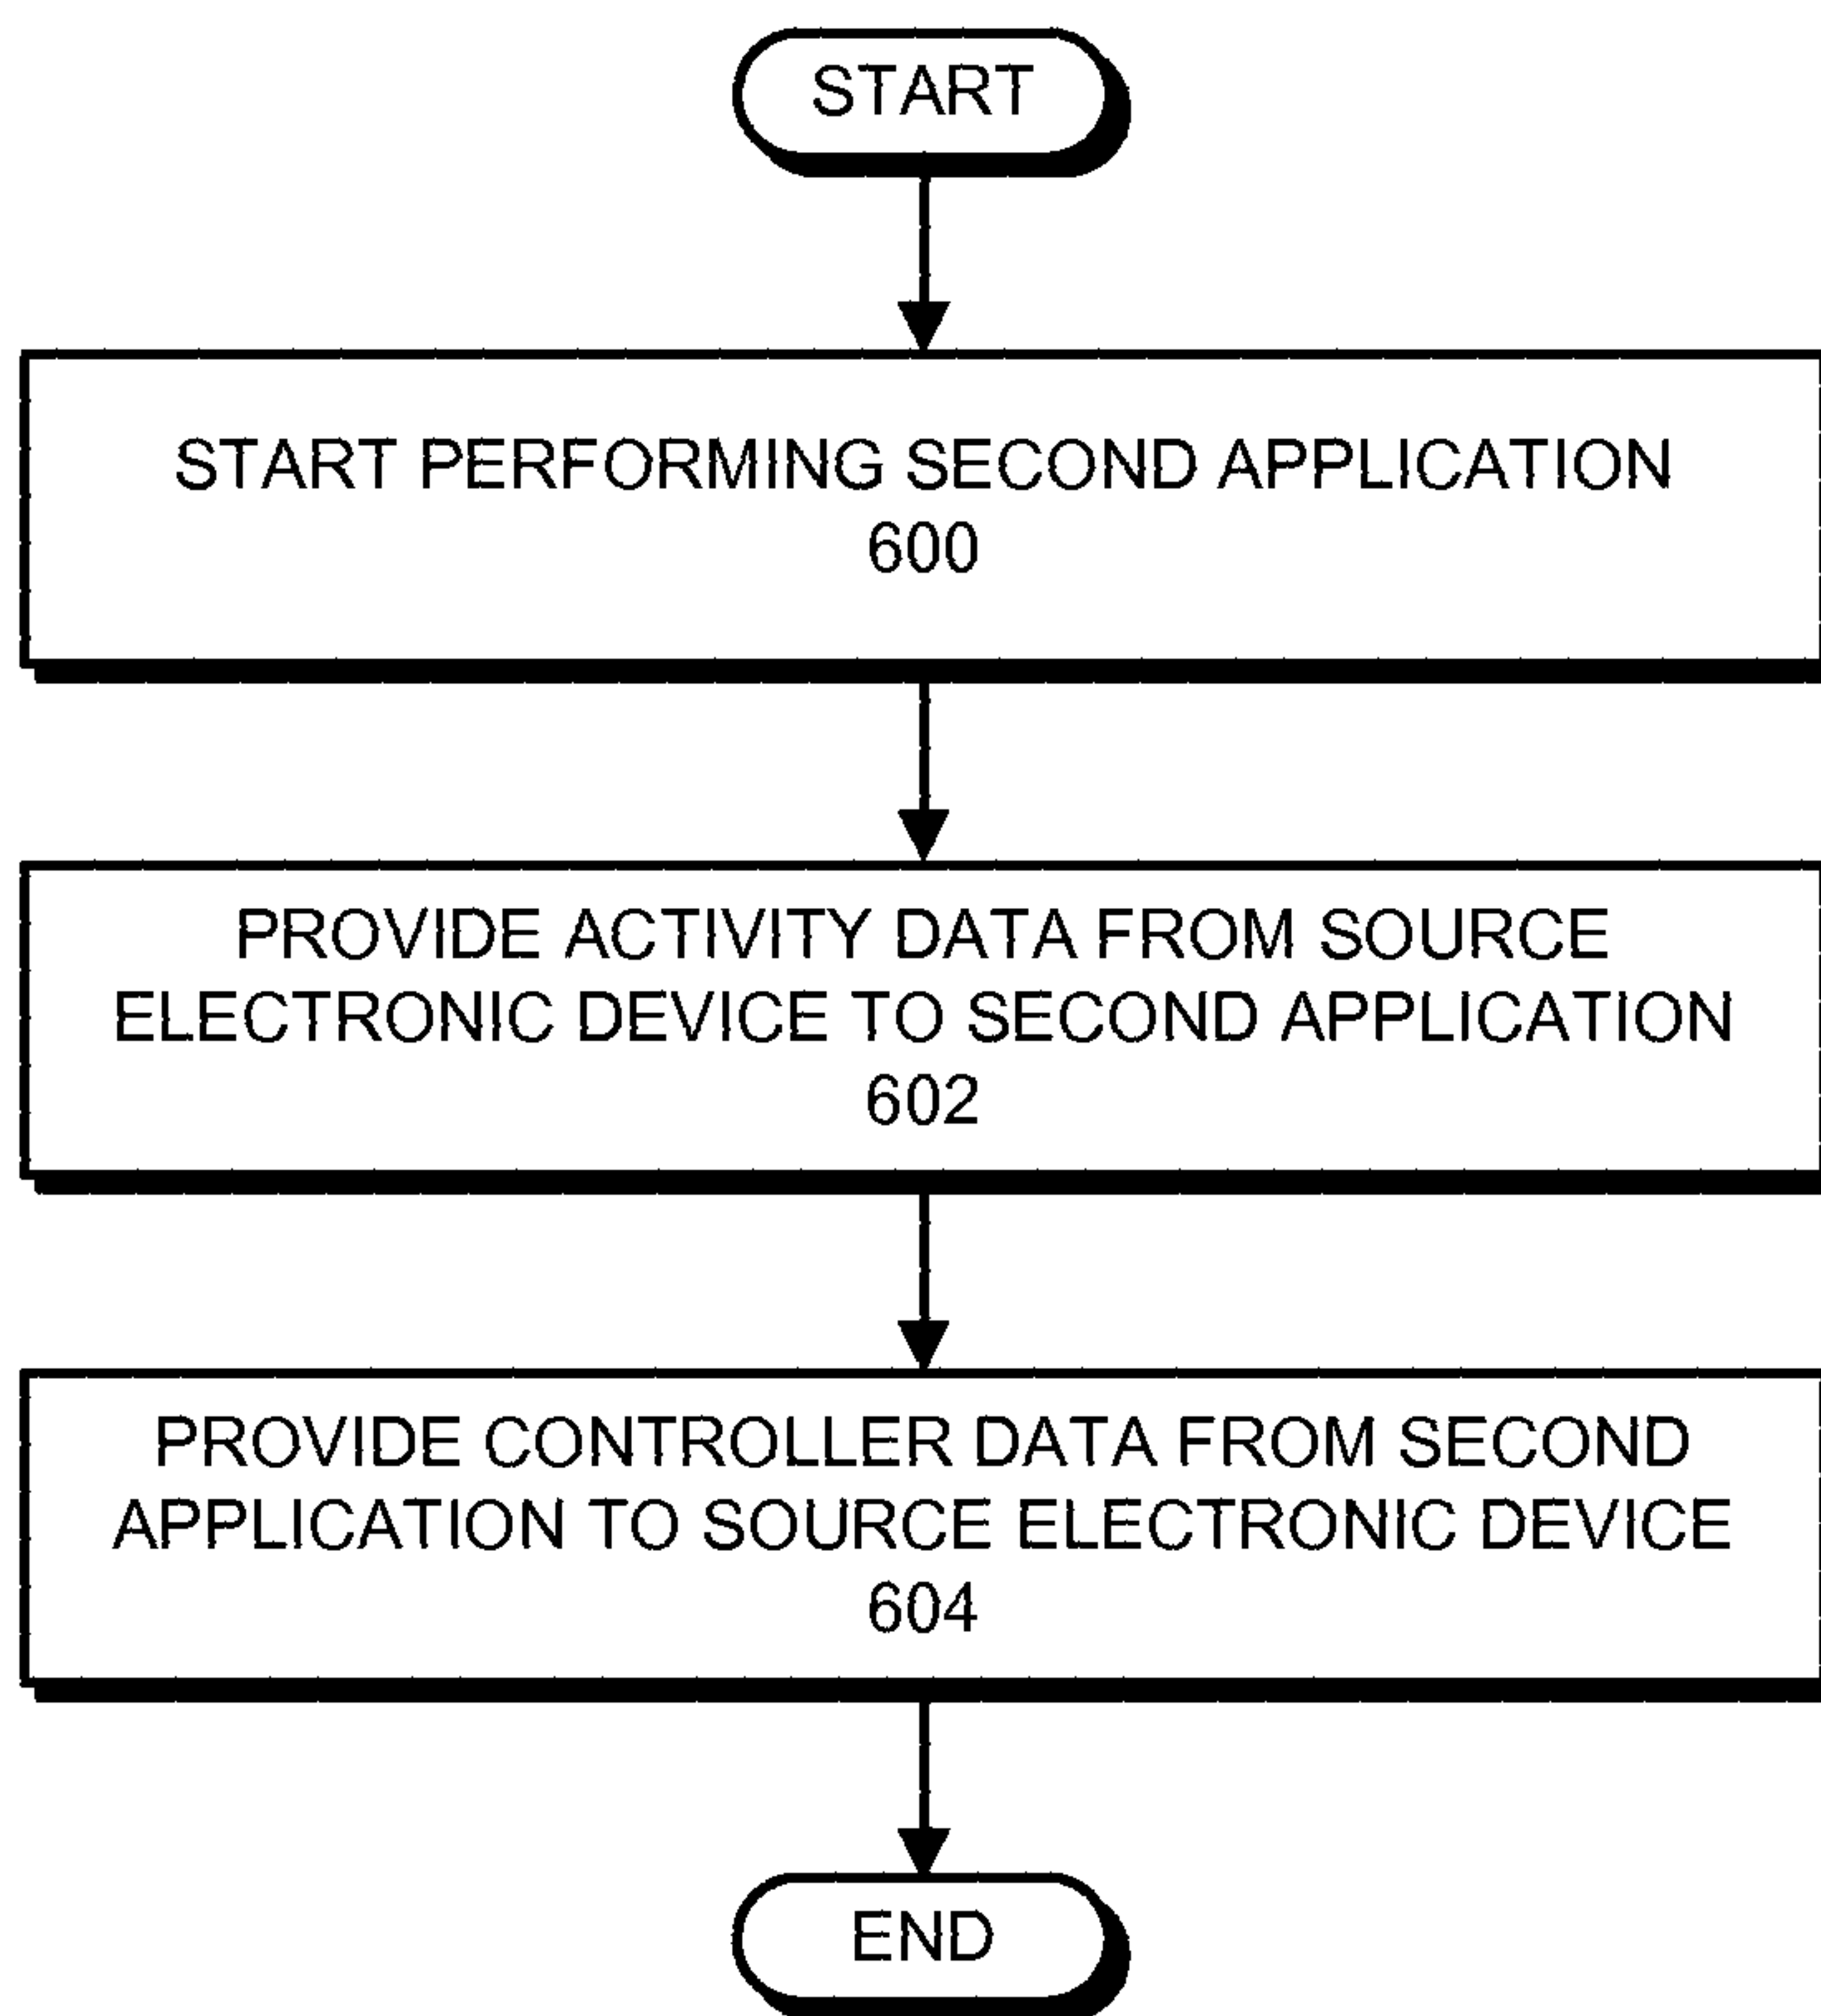 START
START PERFORMING SECOND APPLICATION
600
PROVIDE ACTIVITY DATA FROM SOURCE
ELECTRONIC DEVICE TO SECOND APPLICATION
602
PROVIDE CONTROLLER DATA FROM SECOND
APPLICATION TO SOURCE ELECTRONIC DEVICE
604
END